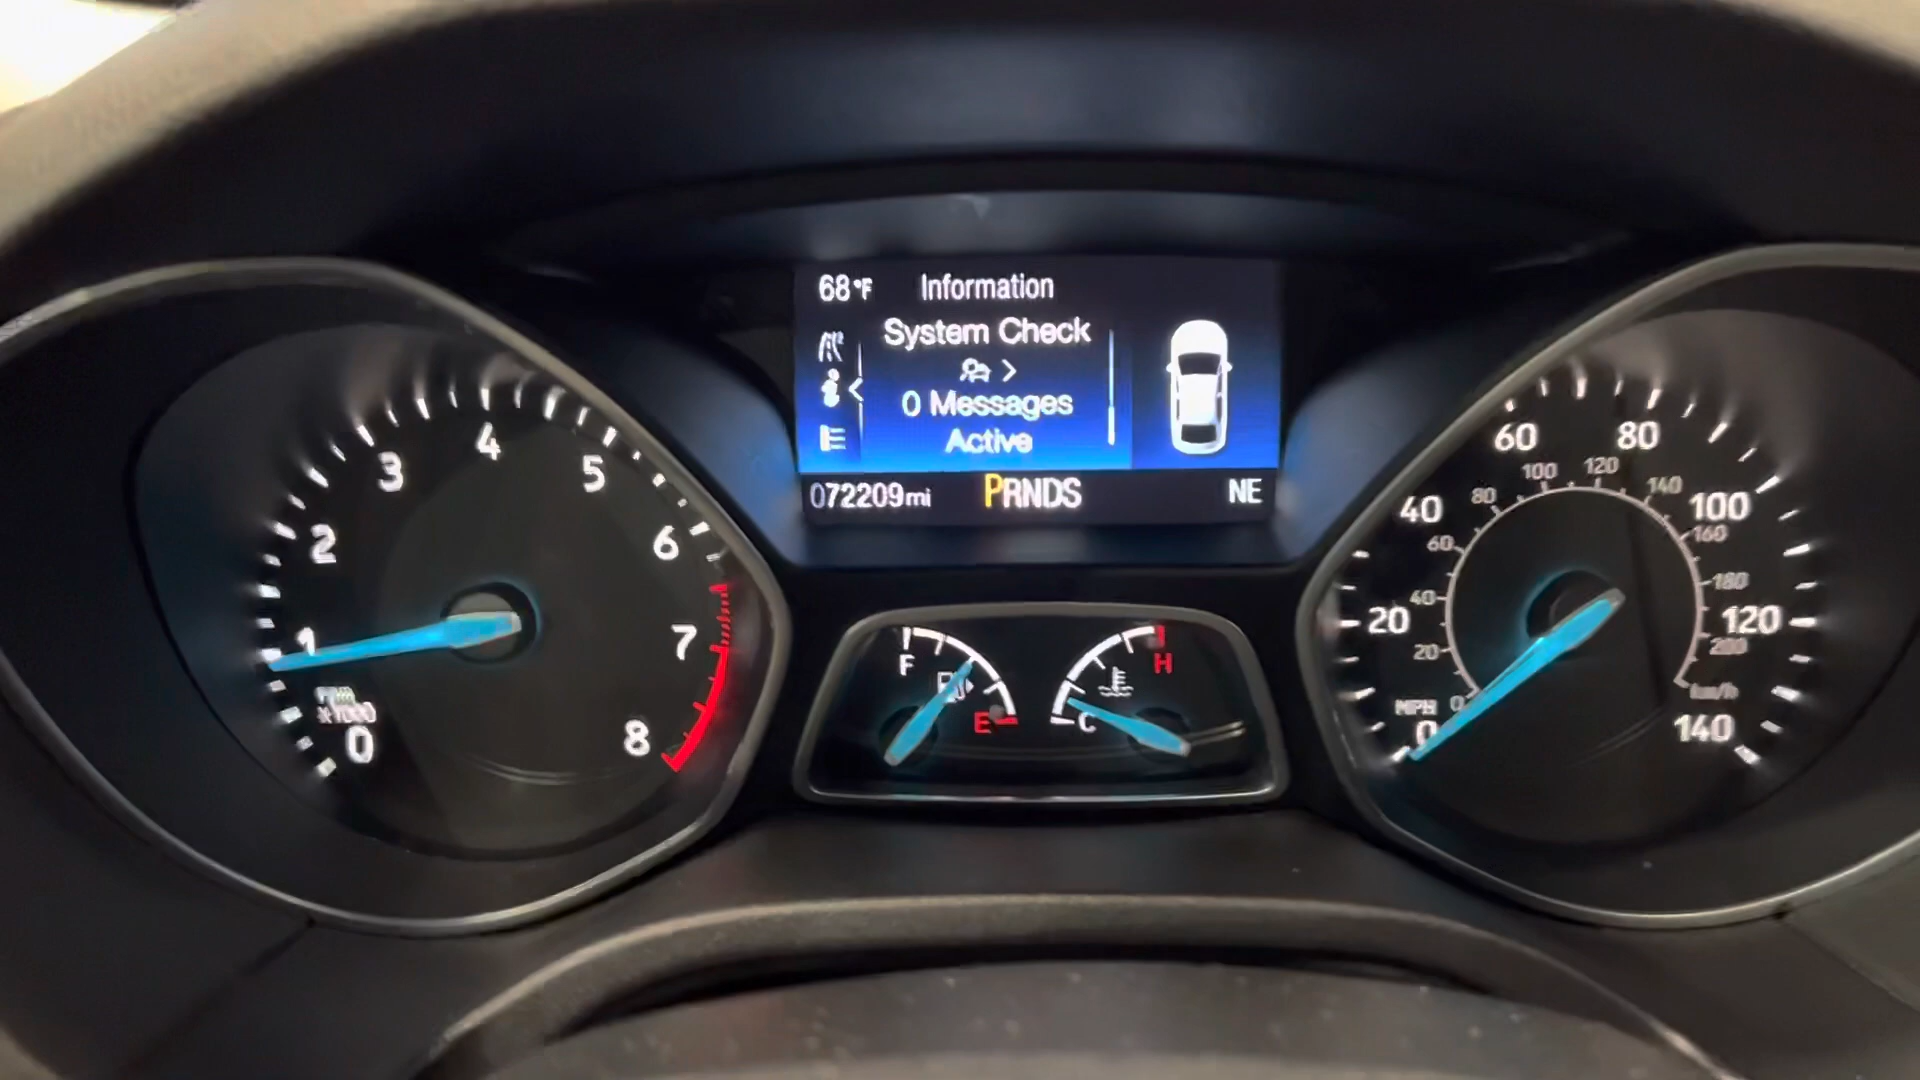 68°F Information
System Check
0 Messages
Active
072209mi PRNDS NE
0 1 2 3 4 5 6 7 8
x1000
F E
C H
MPH
0 20 40 60 80 100 120 140
0 20 40 60 80 100 120 140 160 180 200
km/h